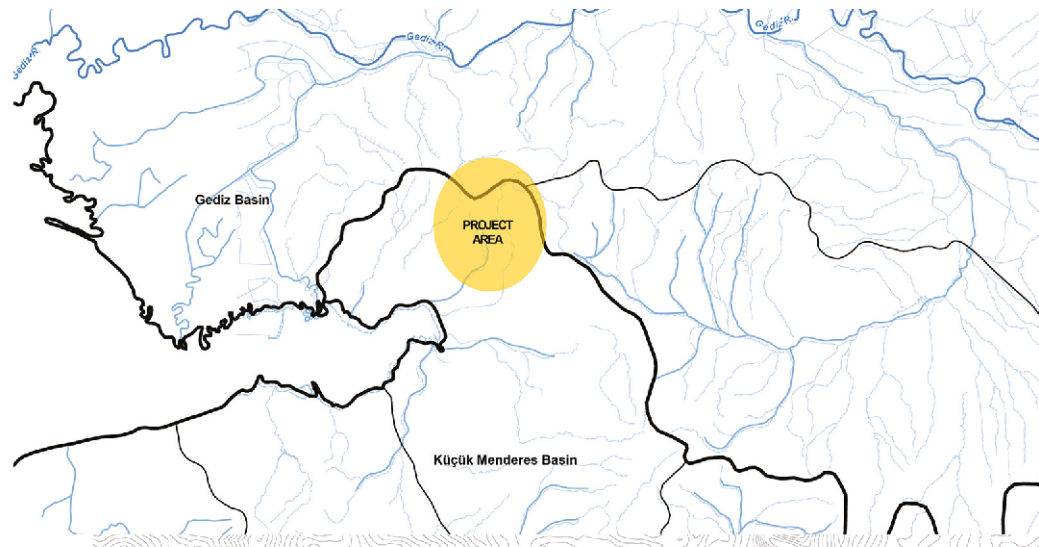 Gediz R.
Gediz R.
Gediz R.
Gediz Basin
PROJECT
AREA
Küçük Menderes Basin